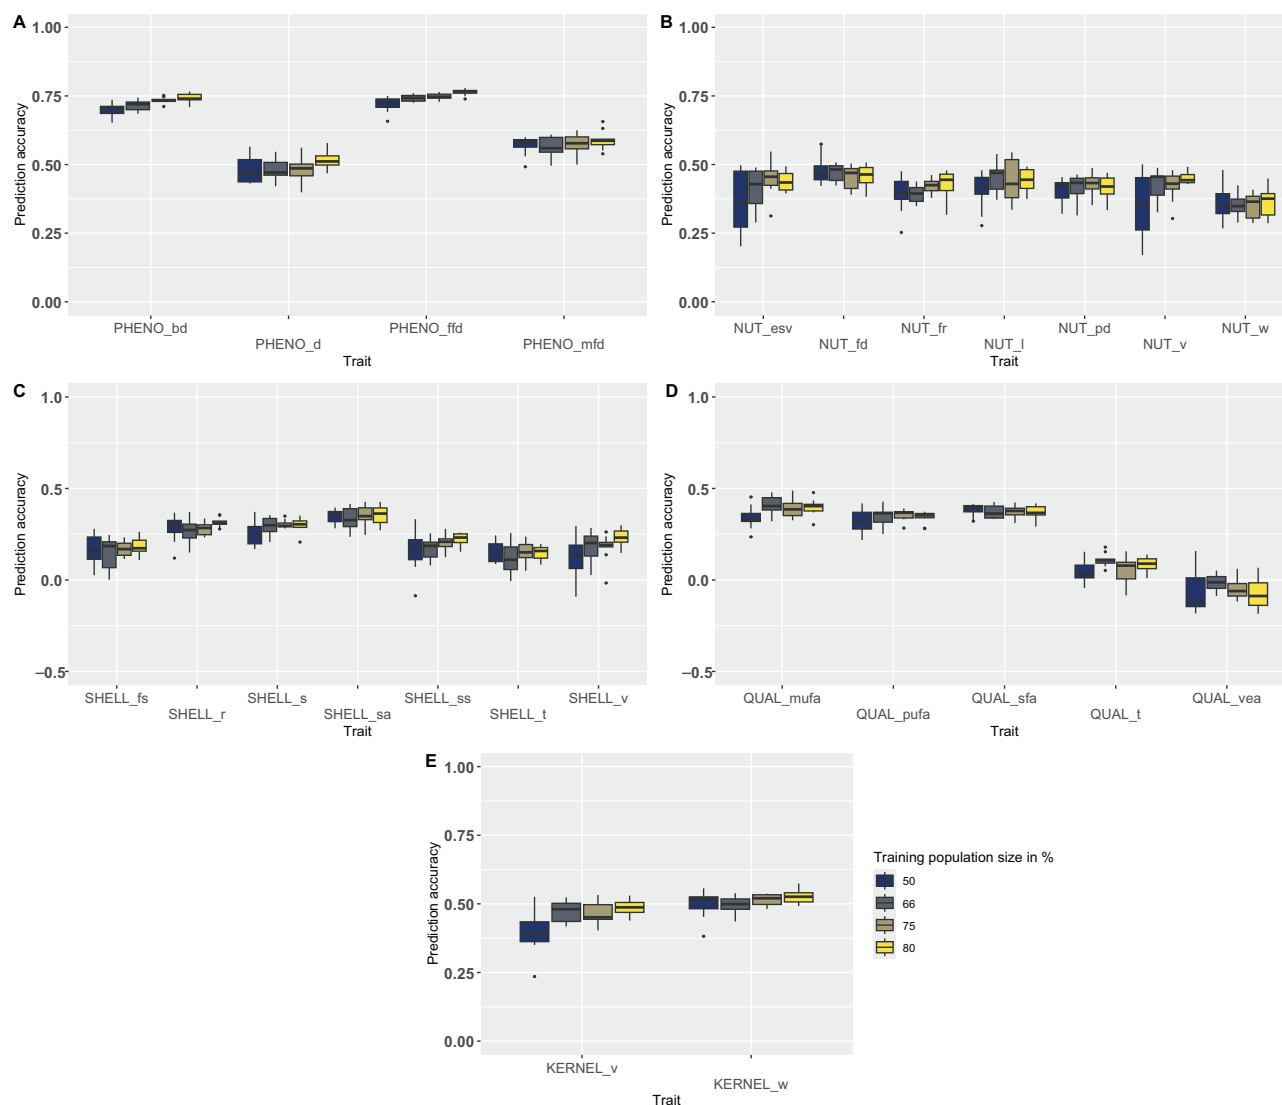 A
1.00
0.75
0.50
0.25
0.00
Prediction accuracy
PHENO_bd
PHENO_d
PHENO_ffd
PHENO_mfd
Trait
B
1.00
0.75
0.50
0.25
0.00
Prediction accuracy
NUT_esv
NUT_fd
NUT_fr
NUT_l
NUT_pd
NUT_v
NUT_w
Trait
C
1.0
0.5
0.0
−0.5
Prediction accuracy
SHELL_fs
SHELL_r
SHELL_s
SHELL_sa
SHELL_ss
SHELL_t
SHELL_v
Trait
D
1.0
0.5
0.0
−0.5
Prediction accuracy
QUAL_mufa
QUAL_pufa
QUAL_sfa
QUAL_t
QUAL_vea
Trait
E
1.00
0.75
0.50
0.25
0.00
Prediction accuracy
KERNEL_v
KERNEL_w
Trait
Training population size in %
50
66
75
80